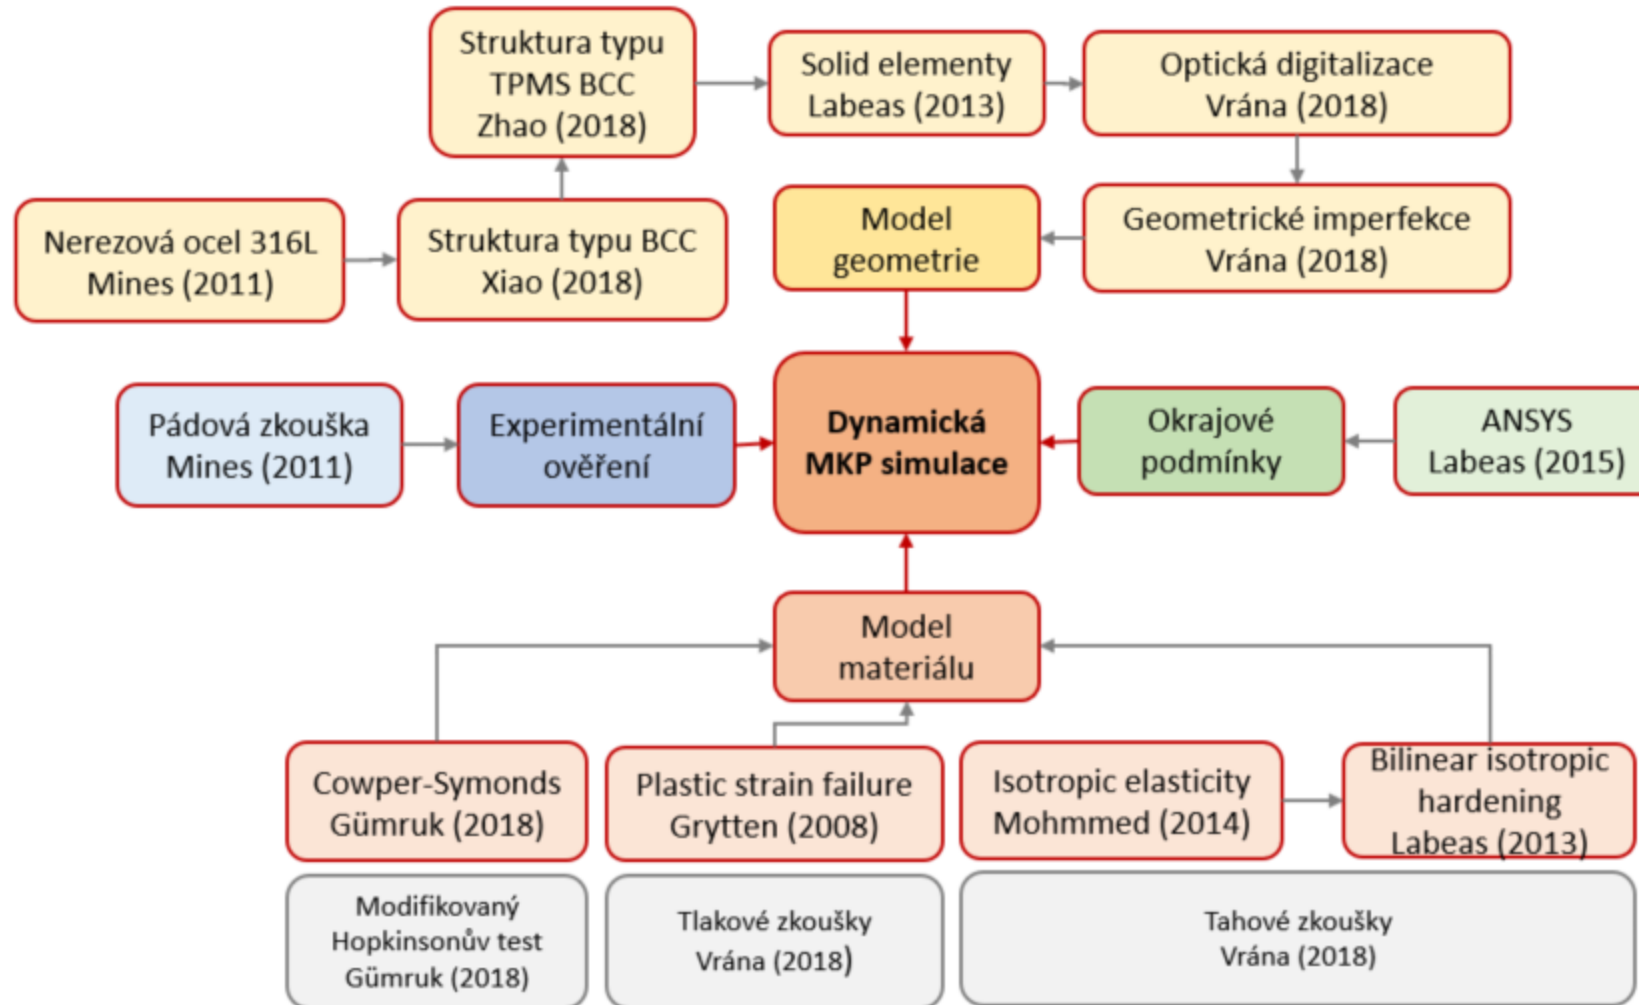 Struktura typu
TPMS BCC
Zhao (2018)
Solid elementy
Labeas (2013)
Optická digitalizace
Vrána (2018)
Nerezová ocel 316L
Mines (2011)
Struktura typu BCC
Xiao (2018)
Model
geometrie
Geometrické imperfekce
Vrána (2018)
Pádová zkouška
Mines (2011)
Experimentální
ověření
Dynamická
MKP simulace
Okrajové
podmínky
ANSYS
Labeas (2015)
Model
materiálu
Cowper-Symonds
Gümruk (2018)
Plastic strain failure
Grytten (2008)
Isotropic elasticity
Mohmmed (2014)
Bilinear isotropic
hardening
Labeas (2013)
Modifikovaný
Hopkinsonův test
Gümruk (2018)
Tlakové zkoušky
Vrána (2018)
Tahové zkoušky
Vrána (2018)